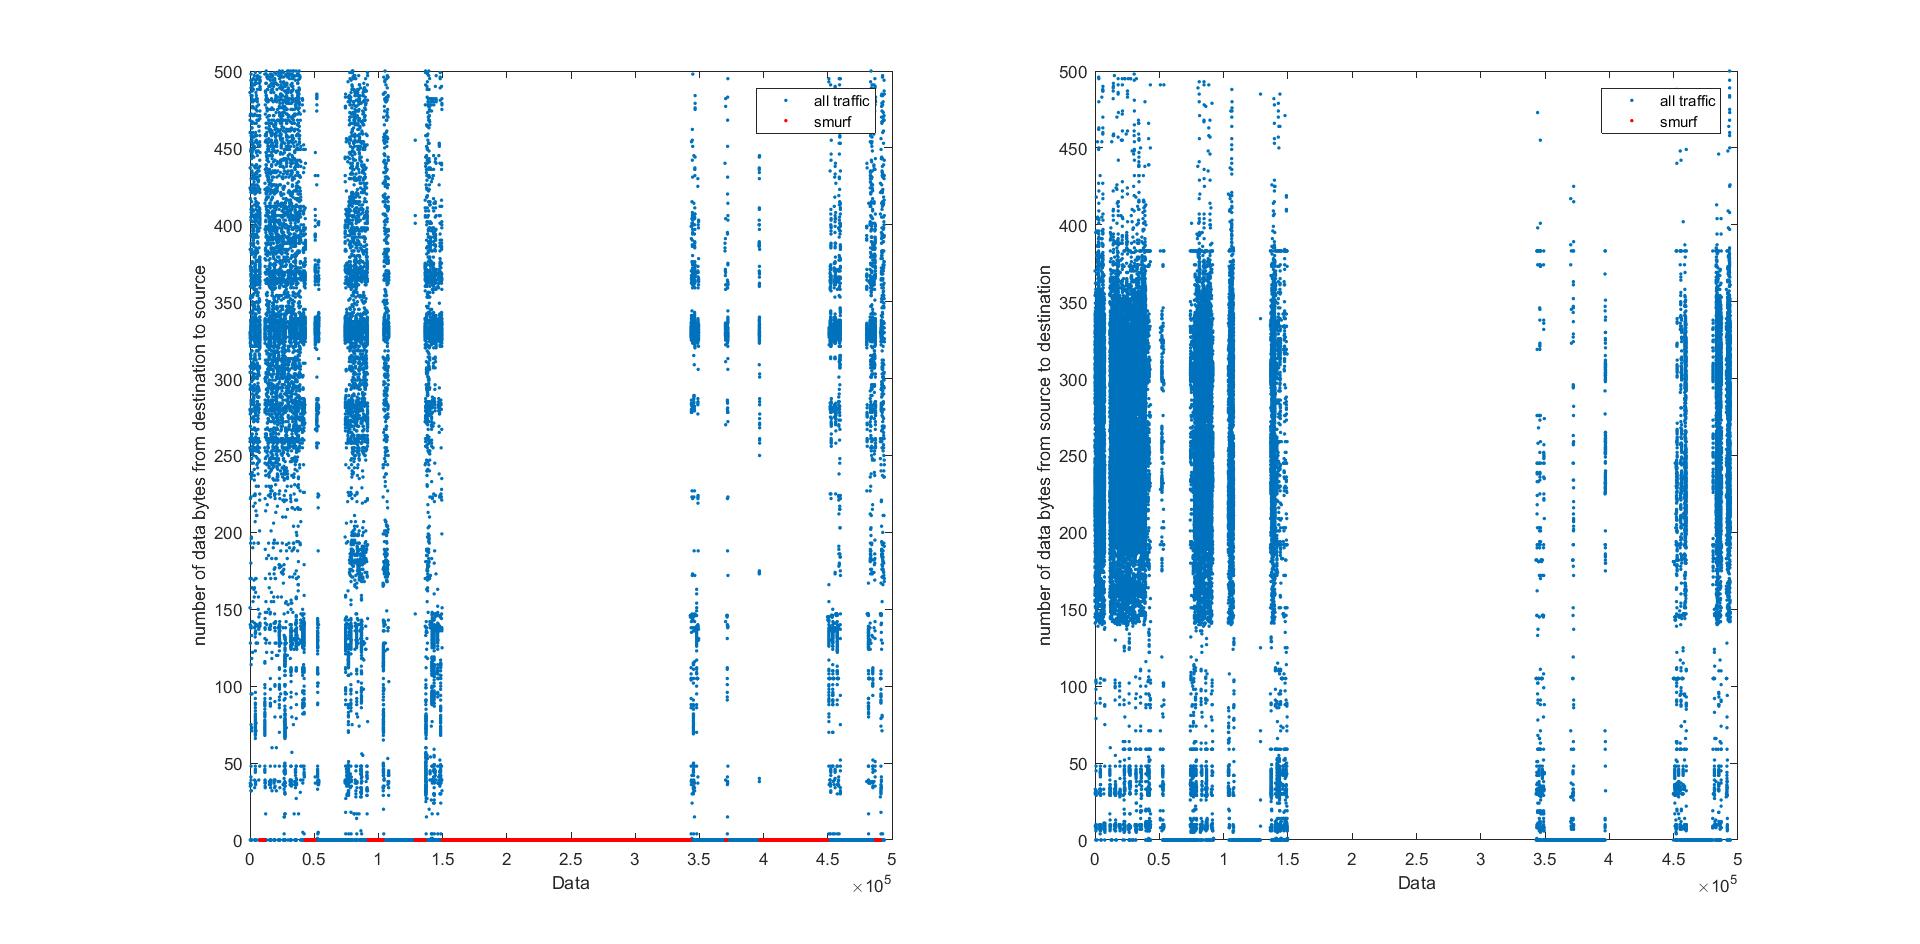 number of data bytes from destination to source
500
450
400
350
300
250
200
150
100
50
0
all traffic
smurf
0 0.5 1 1.5 2 2.5 3 3.5 4 4.5 5
Data
×10^5
number of data bytes from source to destination
500
450
400
350
300
250
200
150
100
50
0
all traffic
smurf
0 0.5 1 1.5 2 2.5 3 3.5 4 4.5 5
Data
×10^5